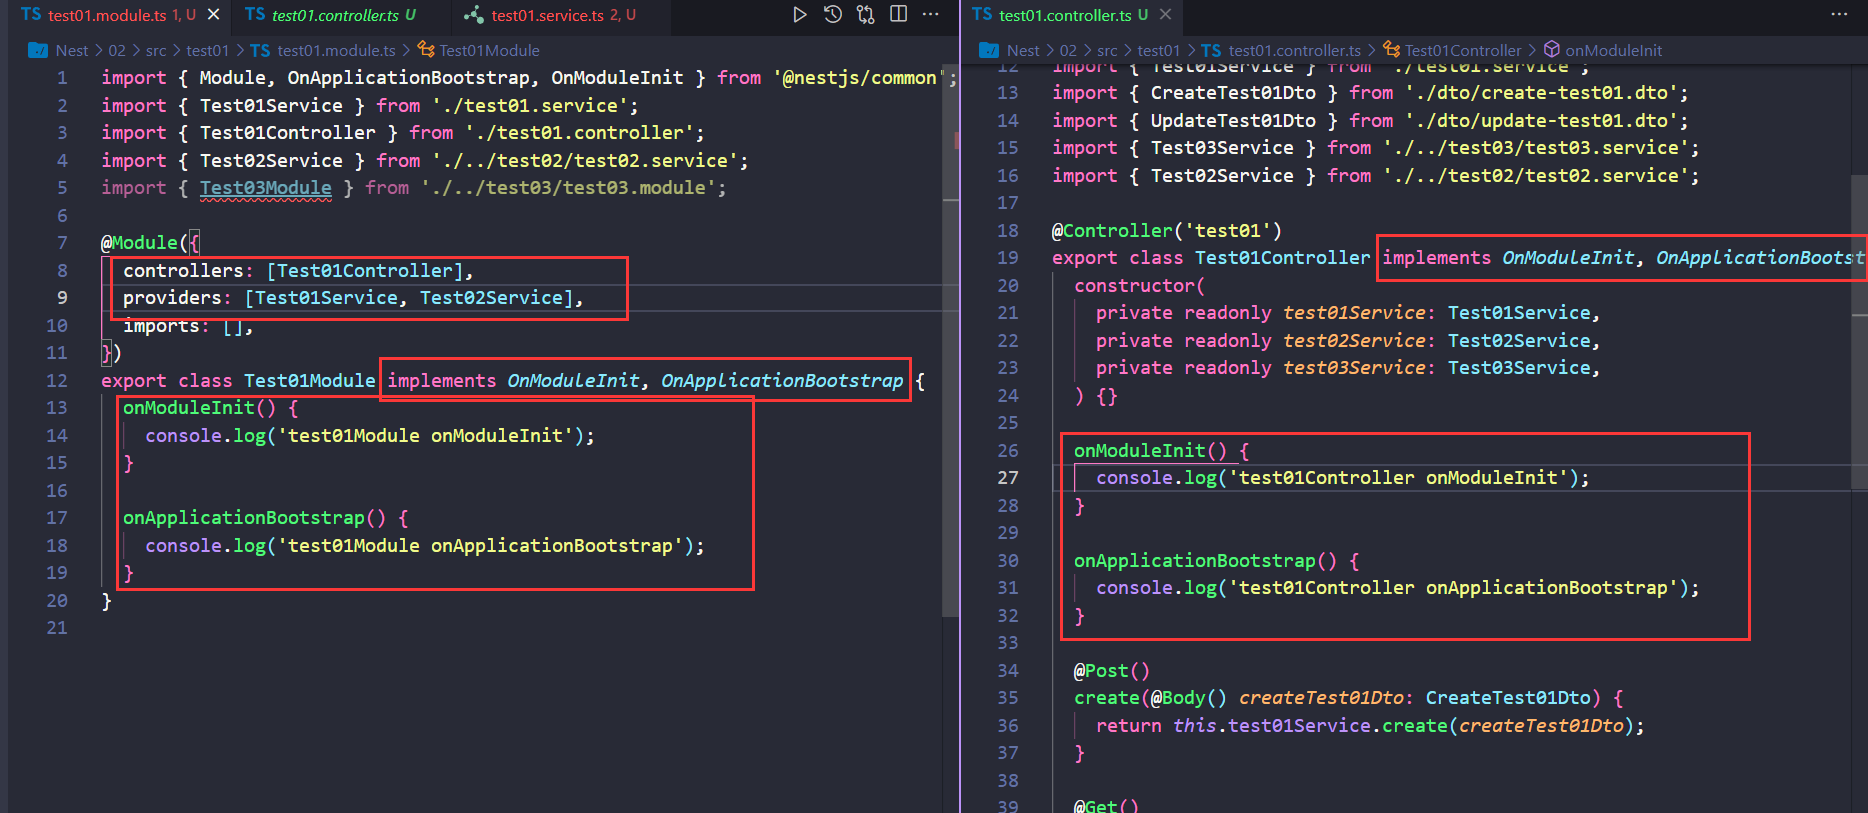 TS test01.module.ts 1, U
TS test01.controller.ts U
test01.service.ts 2, U
Nest > 02 > src > test01 > TS test01.module.ts > Test01Module
1 import { Module, OnApplicationBootstrap, OnModuleInit } from '@nestjs/common';
2 import { Test01Service } from './test01.service';
3 import { Test01Controller } from './test01.controller';
4 import { Test02Service } from './../test02/test02.service';
5 import { Test03Module } from './../test03/test03.module';
6
7 @Module({
8 controllers: [Test01Controller],
9 providers: [Test01Service, Test02Service],
10 imports: [],
11 })
12 export class Test01Module implements OnModuleInit, OnApplicationBootstrap {
13 onModuleInit() {
14 console.log('test01Module onModuleInit');
15 }
16
17 onApplicationBootstrap() {
18 console.log('test01Module onApplicationBootstrap');
19 }
20 }
21
TS test01.controller.ts U
Nest > 02 > src > test01 > TS test01.controller.ts > Test01Controller > onModuleInit
12 import { Test01Service } from './test01.service';
13 import { CreateTest01Dto } from './dto/create-test01.dto';
14 import { UpdateTest01Dto } from './dto/update-test01.dto';
15 import { Test03Service } from './../test03/test03.service';
16 import { Test02Service } from './../test02/test02.service';
17
18 @Controller('test01')
19 export class Test01Controller implements OnModuleInit, OnApplicationBootst
20 constructor(
21 private readonly test01Service: Test01Service,
22 private readonly test02Service: Test02Service,
23 private readonly test03Service: Test03Service,
24 ) {}
25
26 onModuleInit() {
27 console.log('test01Controller onModuleInit');
28 }
29
30 onApplicationBootstrap() {
31 console.log('test01Controller onApplicationBootstrap');
32 }
33
34 @Post()
35 create(@Body() createTest01Dto: CreateTest01Dto) {
36 return this.test01Service.create(createTest01Dto);
37 }
38
39 @Get()